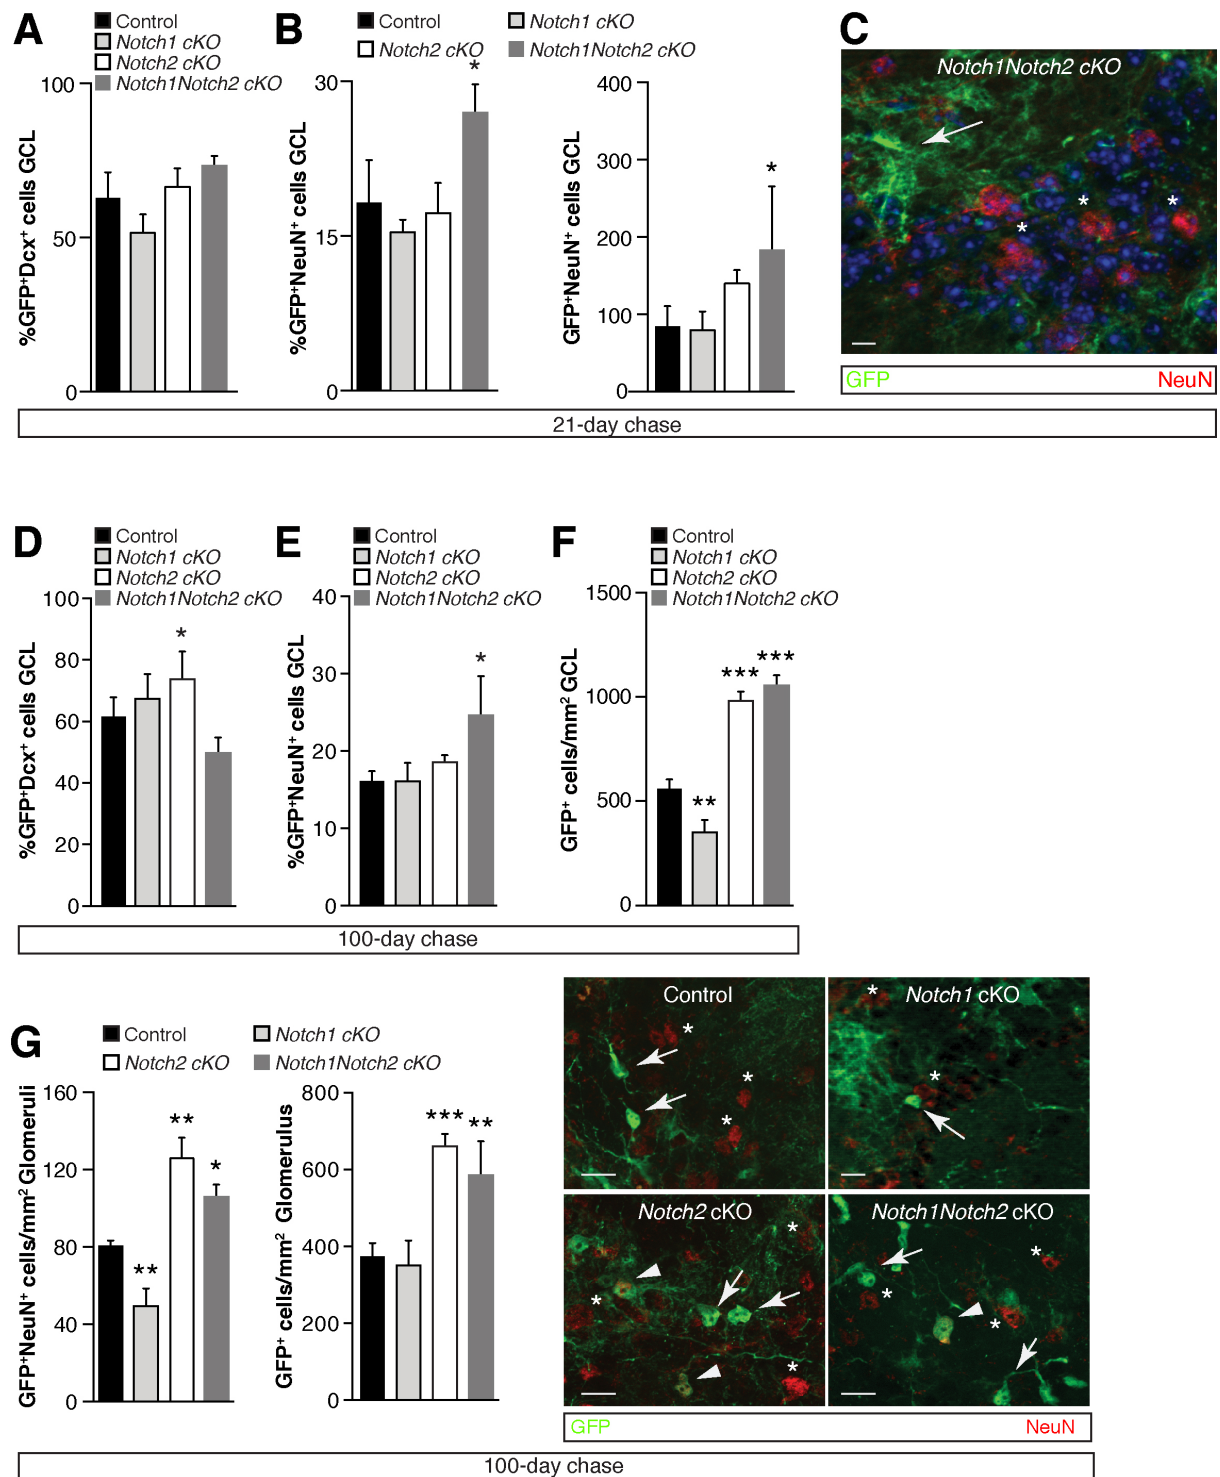 A
Control
Notch1 cKO
Notch2 cKO
Notch1Notch2 cKO
%GFP+Dcx+ cells GCL
100
50
0
B
Control
Notch1 cKO
Notch2 cKO
Notch1Notch2 cKO
%GFP+NeuN+ cells GCL
30
15
0
*
GFP+NeuN+ cells GCL
400
300
200
100
0
*
C
Notch1Notch2 cKO
* * *
GFP NeuN
21-day chase
D
Control
Notch1 cKO
Notch2 cKO
Notch1Notch2 cKO
%GFP+Dcx+ cells GCL
100
80
60
40
20
0
*
E
Control
Notch1 cKO
Notch2 cKO
Notch1Notch2 cKO
%GFP+NeuN+ cells GCL
40
30
20
10
0
*
F
Control
Notch1 cKO
Notch2 cKO
Notch1Notch2 cKO
GFP+ cells/mm2 GCL
1500
1000
500
0
**
***
***
100-day chase
G
Control
Notch1 cKO
Notch2 cKO
Notch1Notch2 cKO
GFP+NeuN+ cells/mm2 Glomeruli
160
120
80
40
0
**
**
*
GFP+ cells/mm2 Glomerulus
800
600
400
200
0
***
**
Control
* * *
Notch1 cKO
* *
Notch2 cKO
* * *
Notch1Notch2 cKO
* * *
GFP NeuN
100-day chase